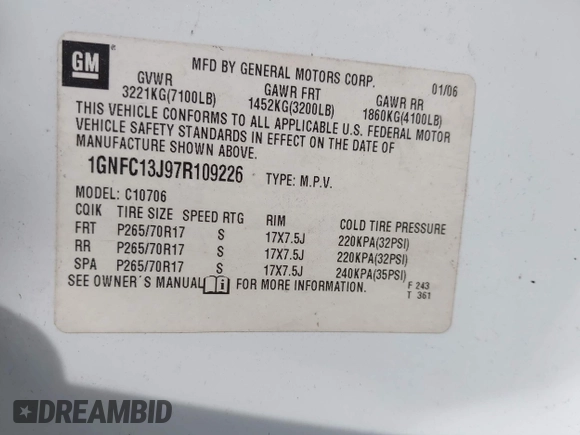 GM MFD BY GENERAL MOTORS CORP. 01/06
GVWR GAWR FRT GAWR RR
3221KG(7100LB) 1452KG(3200LB) 1860KG(4100LB)
THIS VEHICLE CONFORMS TO ALL APPLICABLE U.S. FEDERAL MOTOR
VEHICLE SAFETY STANDARDS IN EFFECT ON THE DATE OF
MANUFACTURE SHOWN ABOVE.
1GNFC13J97R109226 TYPE: M.P.V.
MODEL: C10706
CQIK TIRE SIZE SPEED RTG RIM COLD TIRE PRESSURE
FRT P265/70R17 S 17X7.5J 220KPA(32PSI)
RR P265/70R17 S 17X7.5J 220KPA(32PSI)
SPA P265/70R17 S 17X7.5J 240KPA(35PSI)
SEE OWNER'S MANUAL FOR MORE INFORMATION. F 243
T 361
DREAMBID